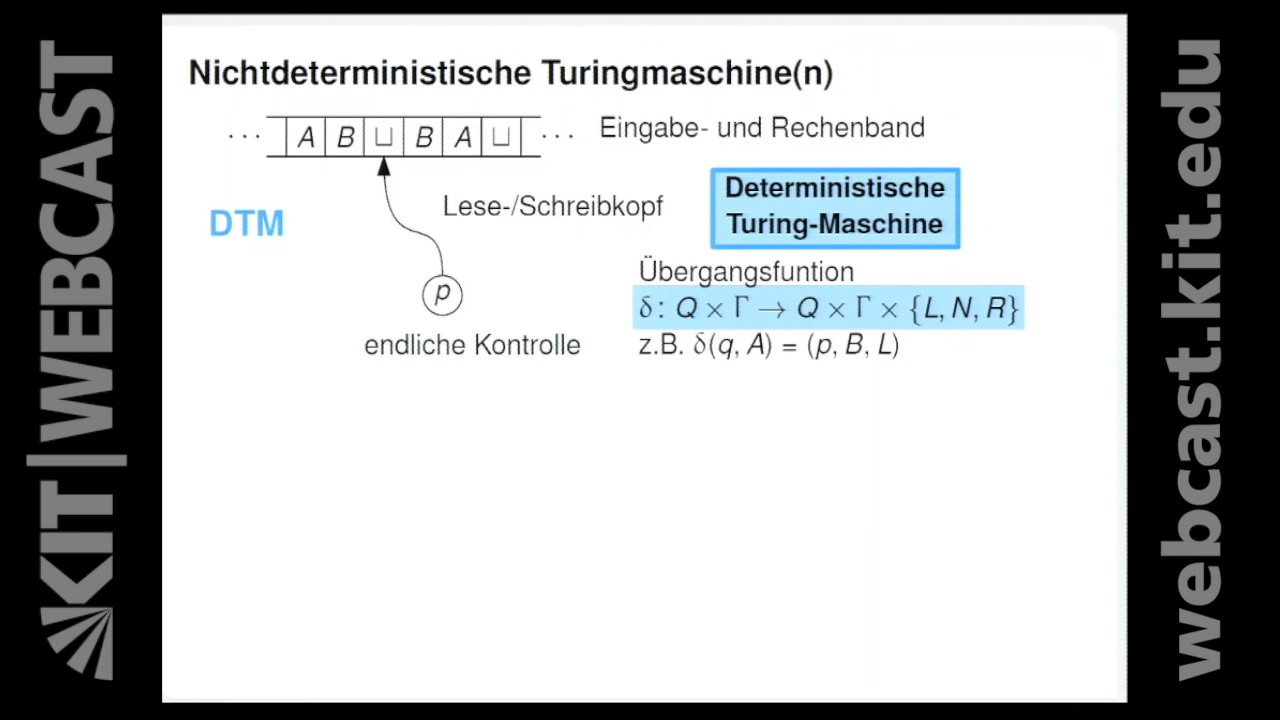 KIT|WEBCAST
Nichtdeterministische Turingmaschine(n)
··· A B ⊔ B A ⊔ ··· Eingabe- und Rechenband
Deterministische
Turing-Maschine
Lese-/Schreibkopf
DTM
Übergangsfuntion
p
δ: Q × Γ → Q × Γ × {L, N, R}
endliche Kontrolle
z.B. δ(q, A) = (p, B, L)
webcast.kit.edu